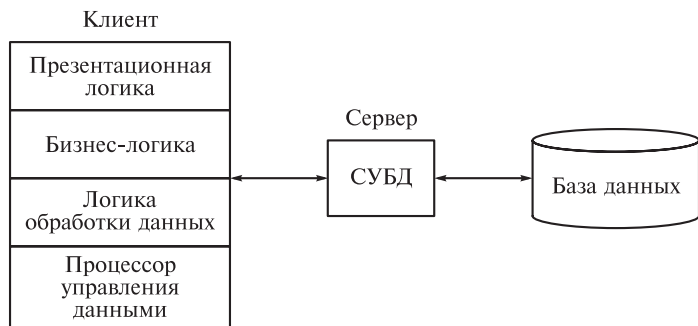 Клиент
Презентационная
логика
Бизнес-логика
Логика
обработки данных
Процессор
управления
данными
Сервер
СУБД
База данных